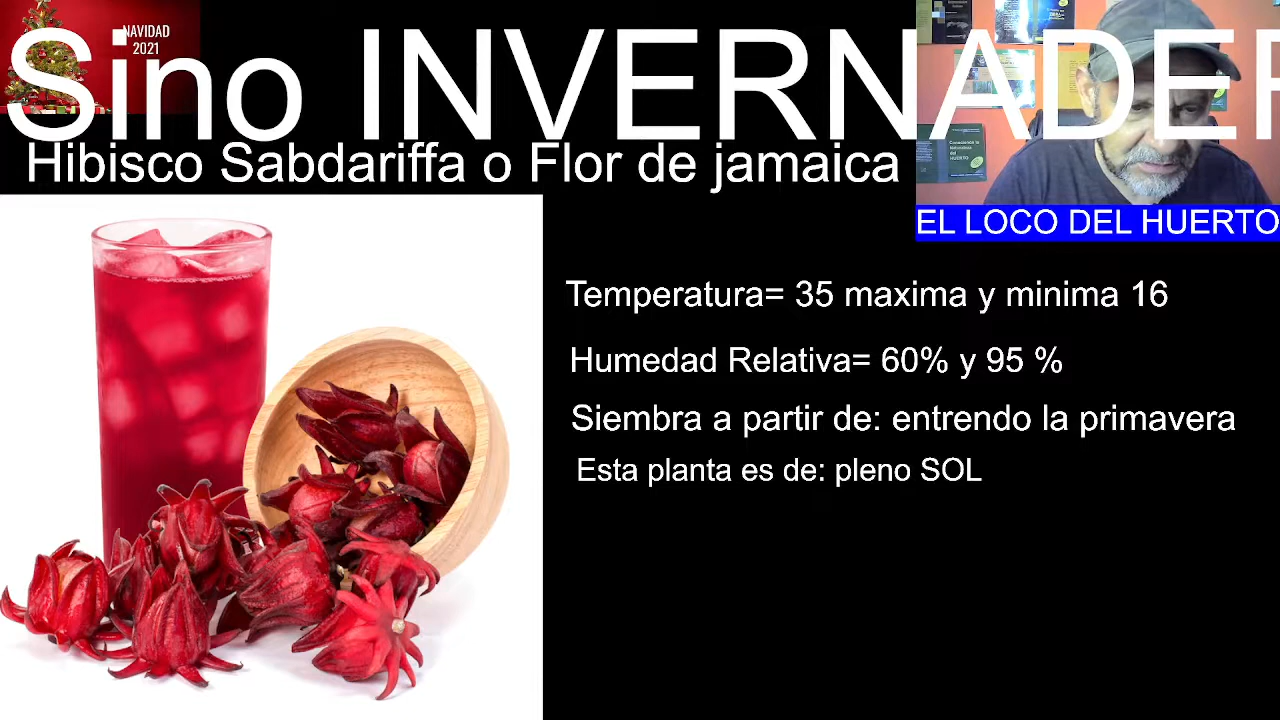 NAVIDAD
2021
Sino INVERNADER
Hibisco Sabdariffa o Flor de jamaica
EL LOCO DEL HUERTO
Temperatura= 35 maxima y minima 16
Humedad Relativa= 60% y 95 %
Siembra a partir de: entrendo la primavera
Esta planta es de: pleno SOL